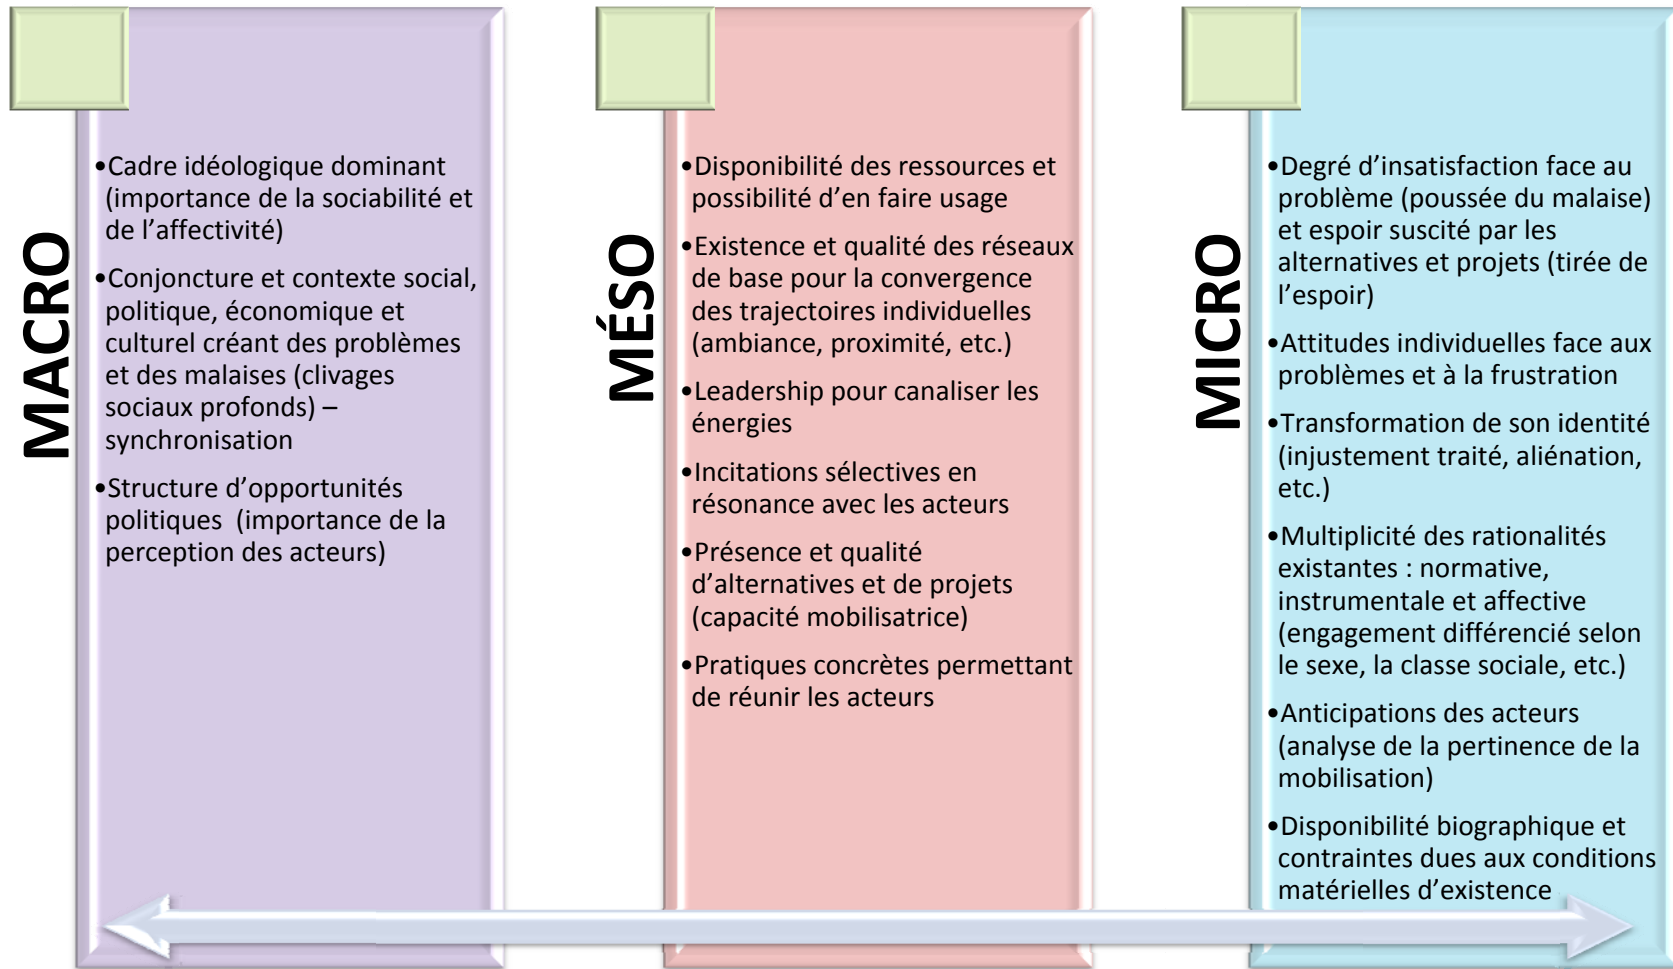 MACRO
•Cadre idéologique dominant
(importance de la sociabilité et
de l’affectivité)
•Conjoncture et contexte social,
politique, économique et
culturel créant des problèmes
et des malaises (clivages
sociaux profonds) –
synchronisation
•Structure d’opportunités
politiques (importance de la
perception des acteurs)
MÉSO
•Disponibilité des ressources et
possibilité d’en faire usage
•Existence et qualité des réseaux
de base pour la convergence
des trajectoires individuelles
(ambiance, proximité, etc.)
•Leadership pour canaliser les
énergies
•Incitations sélectives en
résonance avec les acteurs
•Présence et qualité
d’alternatives et de projets
(capacité mobilisatrice)
•Pratiques concrètes permettant
de réunir les acteurs
MICRO
•Degré d’insatisfaction face au
problème (poussée du malaise)
et espoir suscité par les
alternatives et projets (tirée de
l’espoir)
•Attitudes individuelles face aux
problèmes et à la frustration
•Transformation de son identité
(injustement traité, aliénation,
etc.)
•Multiplicité des rationalités
existantes : normative,
instrumentale et affective
(engagement différencié selon
le sexe, la classe sociale, etc.)
•Anticipations des acteurs
(analyse de la pertinence de la
mobilisation)
•Disponibilité biographique et
contraintes dues aux conditions
matérielles d’existence